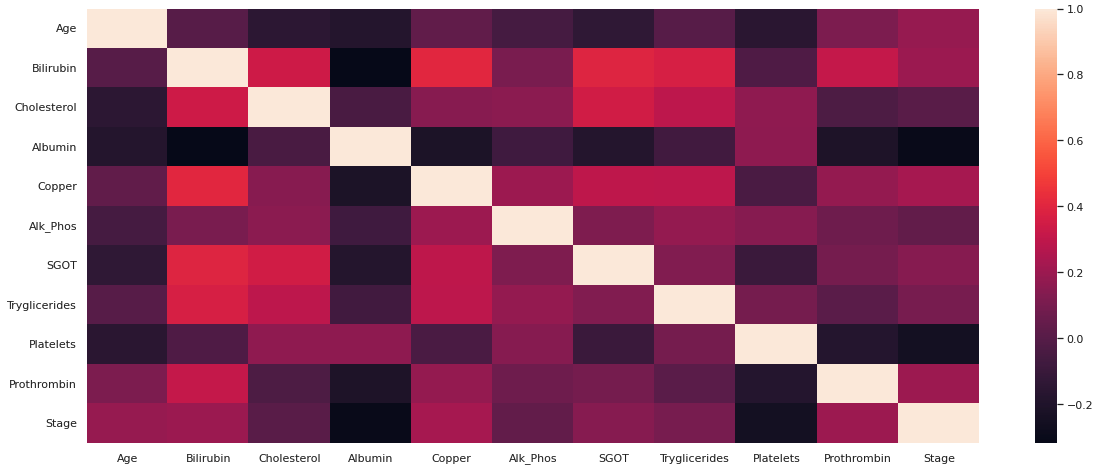 Age
Bilirubin
Cholesterol
Albumin
Copper
Alk_Phos
SGOT
Tryglicerides
Platelets
Prothrombin
Stage
Age Bilirubin Cholesterol Albumin Copper Alk_Phos SGOT Tryglicerides Platelets Prothrombin Stage
1.0
0.8
0.6
0.4
0.2
0.0
−0.2